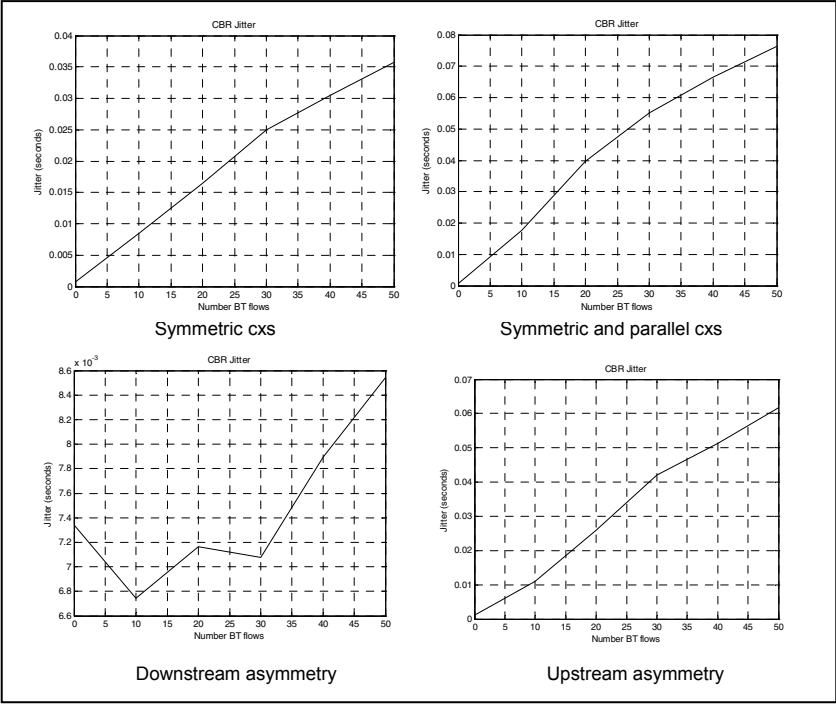 CBR Jitter
0.04
0.035
0.03
0.025
0.02
0.015
0.01
0.005
0
Jitter (seconds)
0 5 10 15 20 25 30 35 40 45 50
Number BT flows
Symmetric cxs
CBR Jitter
0.08
0.07
0.06
0.05
0.04
0.03
0.02
0.01
0
Jitter (seconds)
0 5 10 15 20 25 30 35 40 45 50
Number BT flows
Symmetric and parallel cxs
x 10-3
CBR Jitter
8.6
8.4
8.2
8
7.8
7.6
7.4
7.2
7
6.8
6.6
Jitter (seconds)
0 5 10 15 20 25 30 35 40 45 50
Number BT flows
Downstream asymmetry
CBR Jitter
0.07
0.06
0.05
0.04
0.03
0.02
0.01
0
Jitter (seconds)
0 5 10 15 20 25 30 35 40 45 50
Number BT flows
Upstream asymmetry